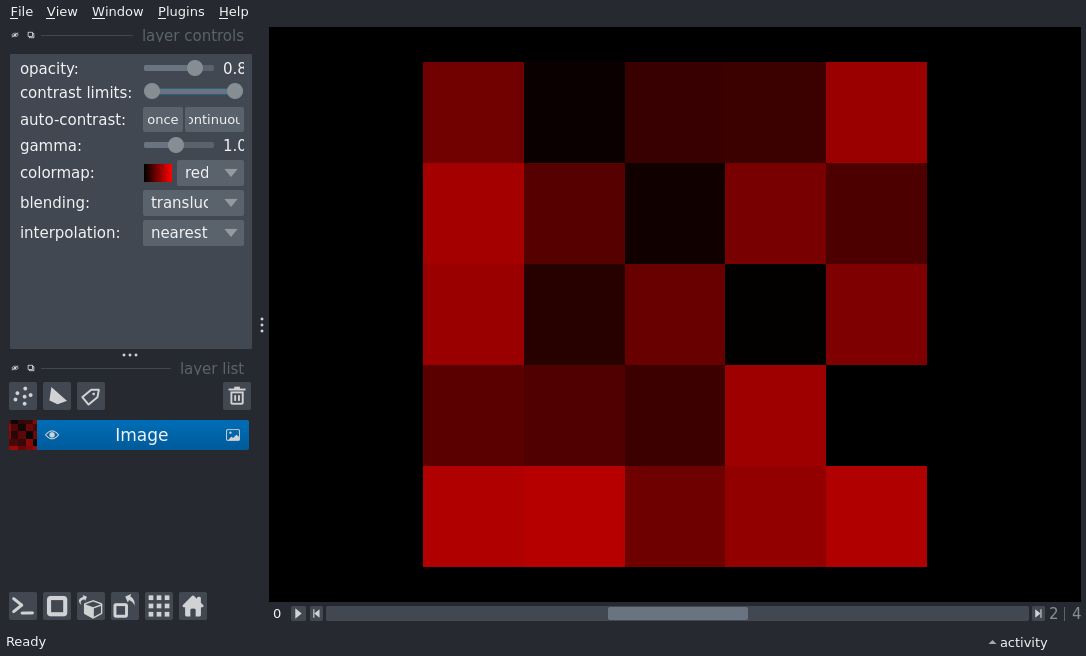 File View Window Plugins Help
layer controls
opacity: 0.8
contrast limits:
auto-contrast: once ontinuou
gamma: 1.0
colormap: red
blending: transluc
interpolation: nearest
layer list
Image
0 2 | 4
Ready
activity